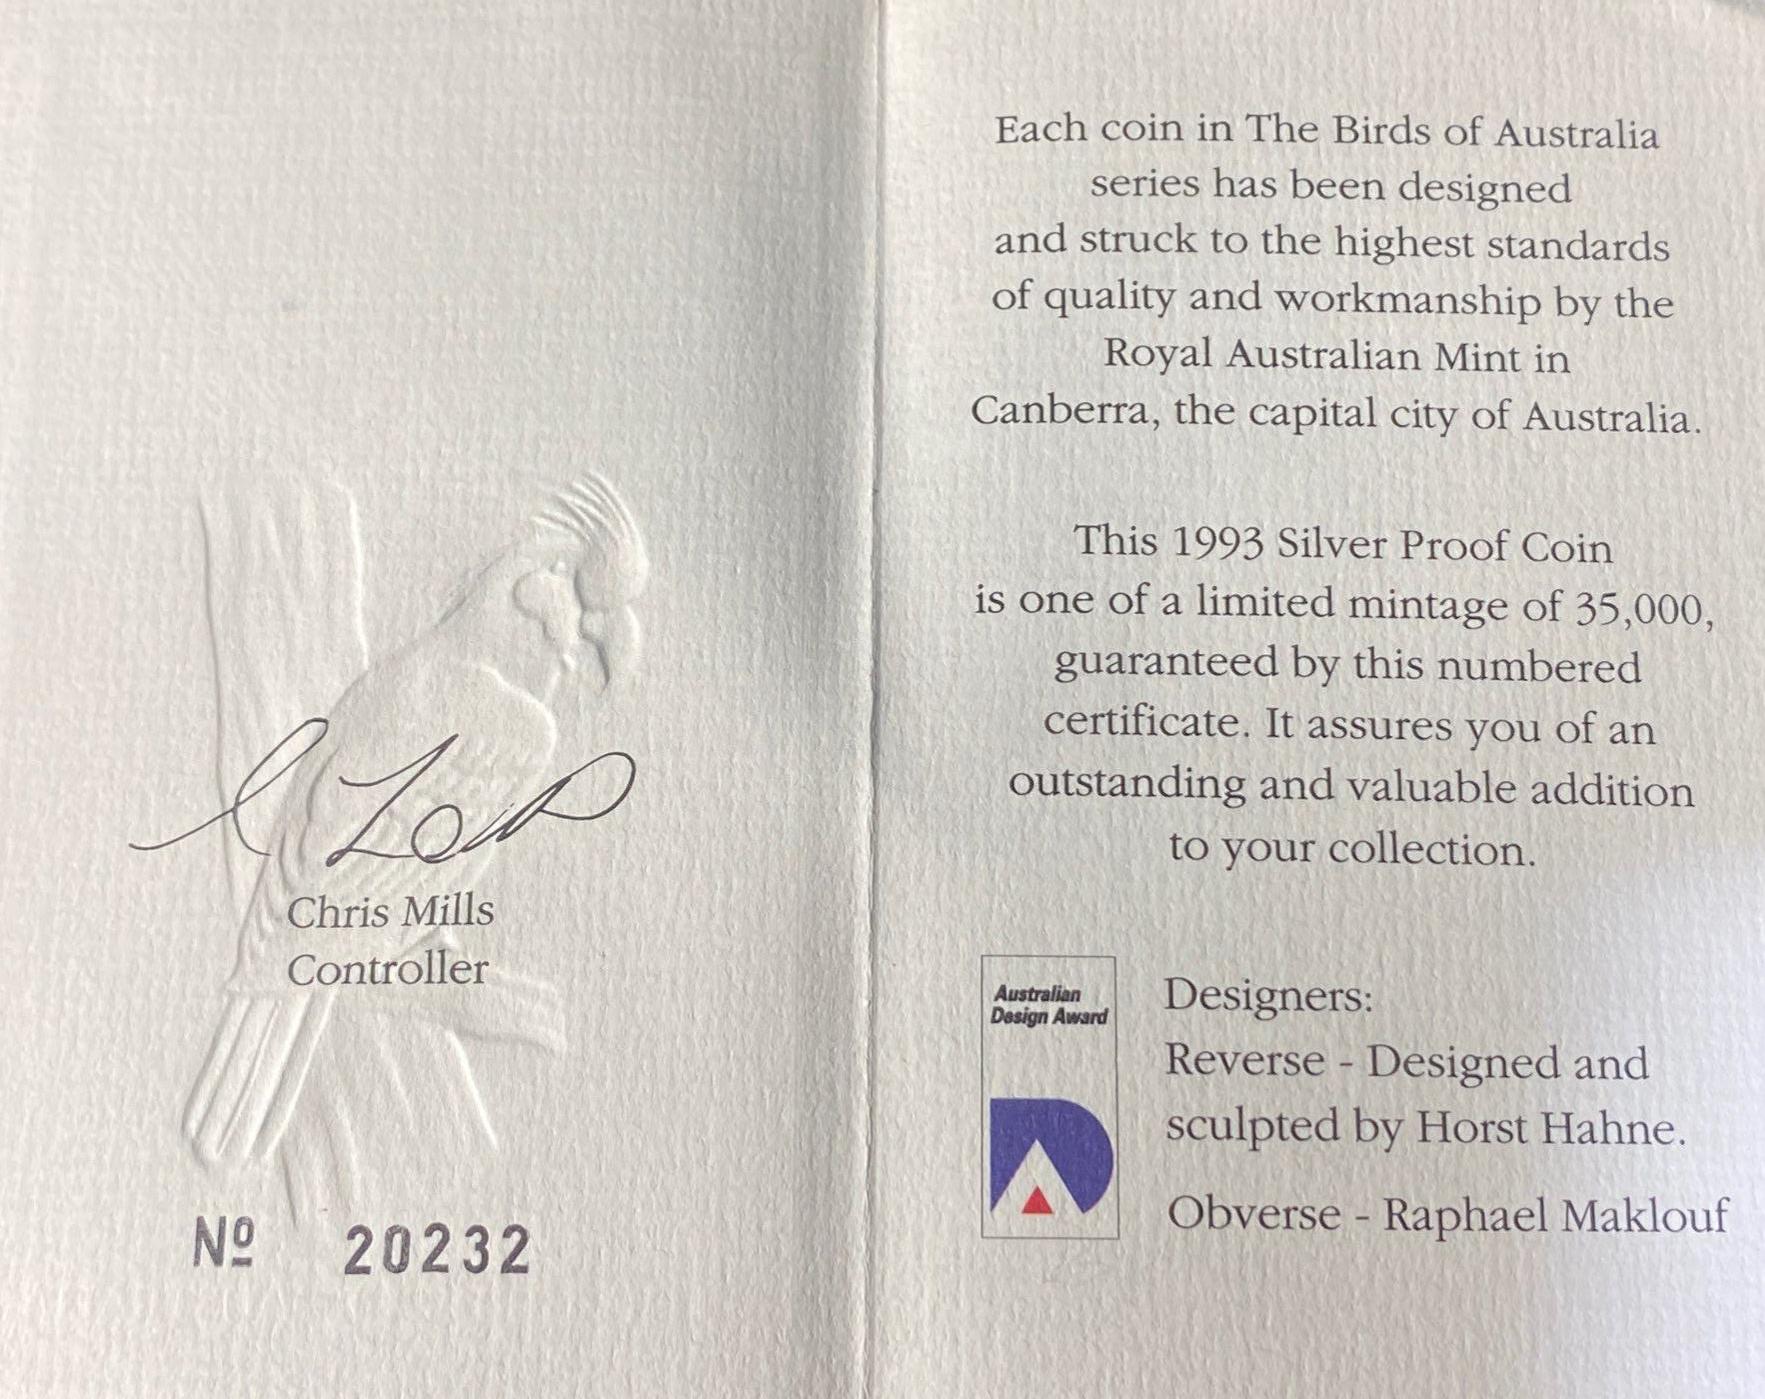 Chris Mills
Controller
Nº 20232
Each coin in The Birds of Australia
series has been designed
and struck to the highest standards
of quality and workmanship by the
Royal Australian Mint in
Canberra, the capital city of Australia.
This 1993 Silver Proof Coin
is one of a limited mintage of 35,000,
guaranteed by this numbered
certificate. It assures you of an
outstanding and valuable addition
to your collection.
Australian
Design Award
Designers:
Reverse - Designed and
sculpted by Horst Hahne.
Obverse - Raphael Maklouf